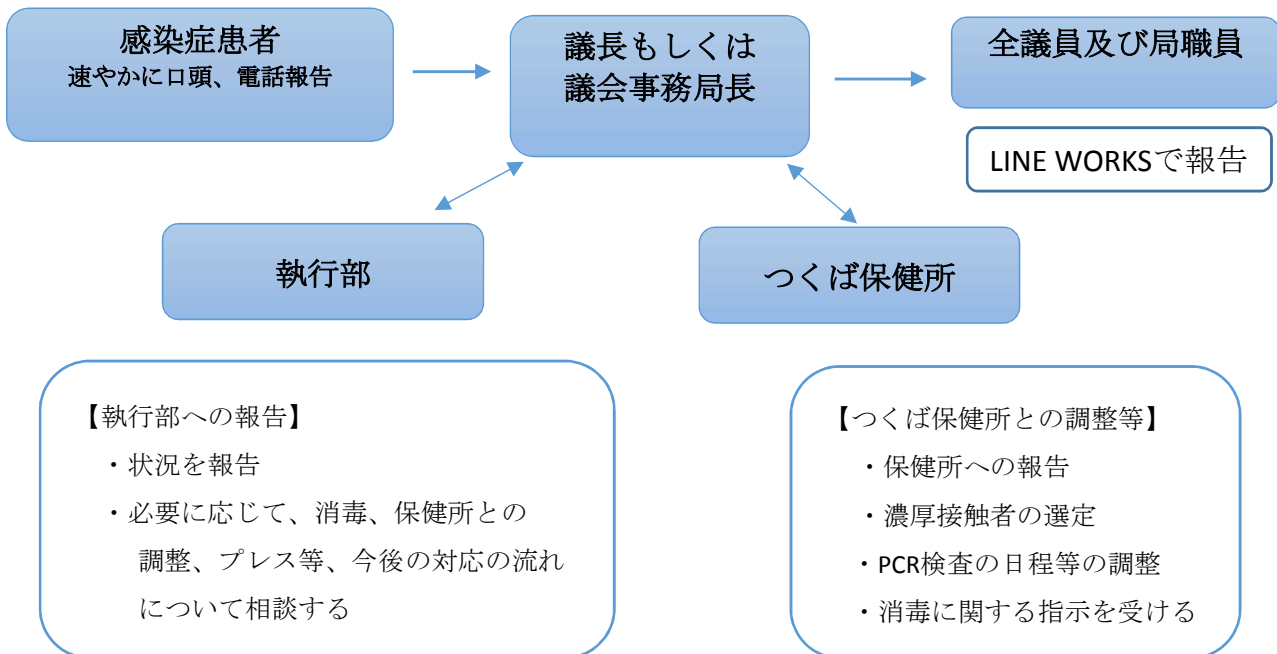 感染症患者
速やかに口頭、電話報告
議長もしくは
議会事務局長
全議員及び局職員
LINE WORKSで報告
執行部
つくば保健所
【執行部への報告】
・状況を報告
・必要に応じて、消毒、保健所との
調整、プレス等、今後の対応の流れ
について相談する
【つくば保健所との調整等】
・保健所への報告
・濃厚接触者の選定
・PCR検査の日程等の調整
・消毒に関する指示を受ける